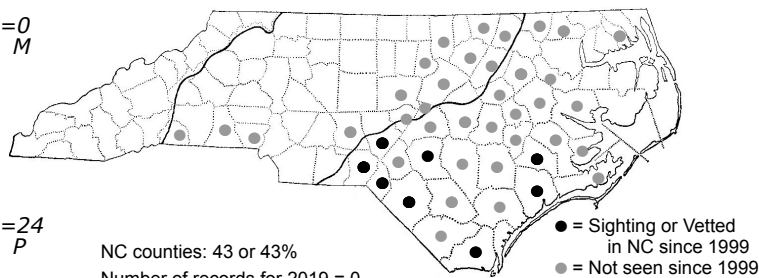 =0
M
=24
P
NC counties: 43 or 43%
Number of records for 2019 = 0
= Sighting or Vetted
in NC since 1999
= Not seen since 1999